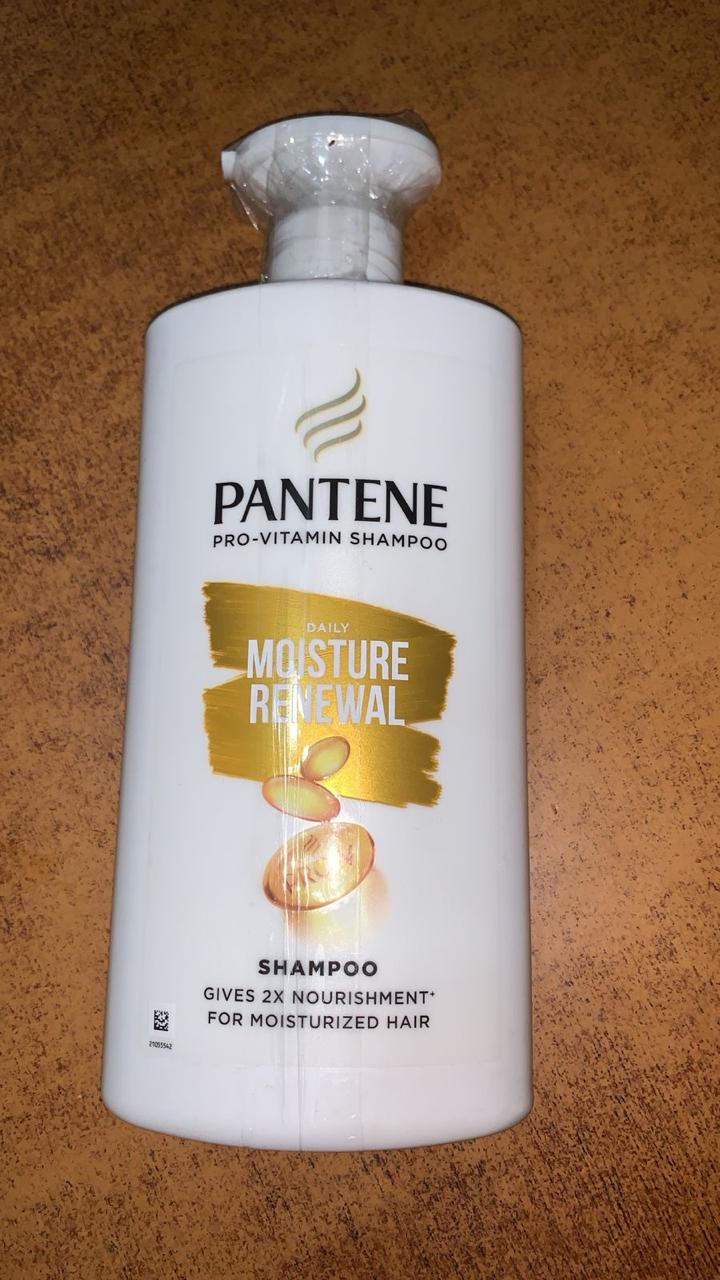 PANTENE
PRO-VITAMIN SHAMPOO
DAILY
MOISTURE
RENEWAL
SHAMPOO
GIVES 2X NOURISHMENT+
FOR MOISTURIZED HAIR
21055542